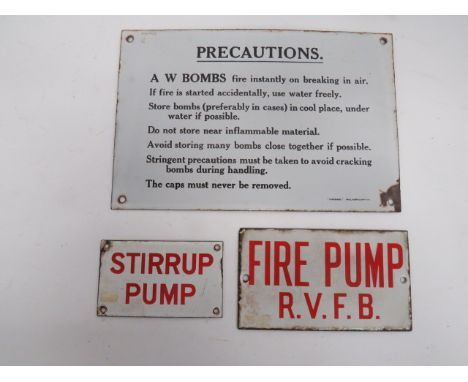 PRECAUTIONS.
A W BOMBS fire instantly on breaking in air.
If fire is started accidentally, use water freely.
Store bombs (preferably in cases) in cool place, under
water if possible.
Do not store near inflammable material.
Avoid storing many bombs close together if possible.
Stringent precautions must be taken to avoid cracking
bombs during handling.
The caps must never be removed.
STIRRUP
PUMP
FIRE PUMP
R.V.F.B.